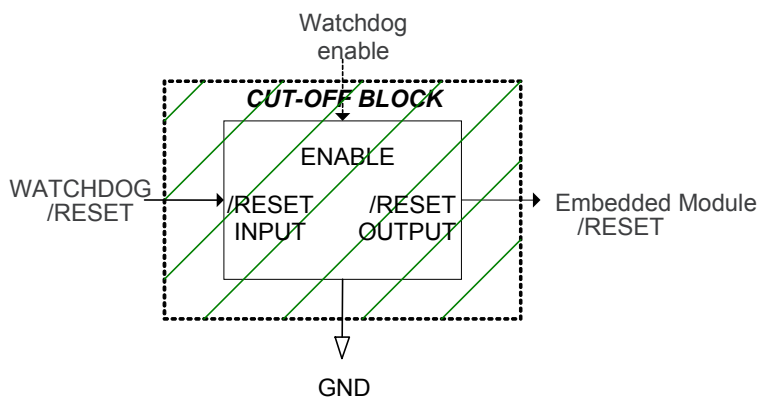 Watchdog
enable
CUT-OFF BLOCK
ENABLE
WATCHDOG
/RESET
/RESET
INPUT
/RESET
OUTPUT
Embedded Module
/RESET
GND